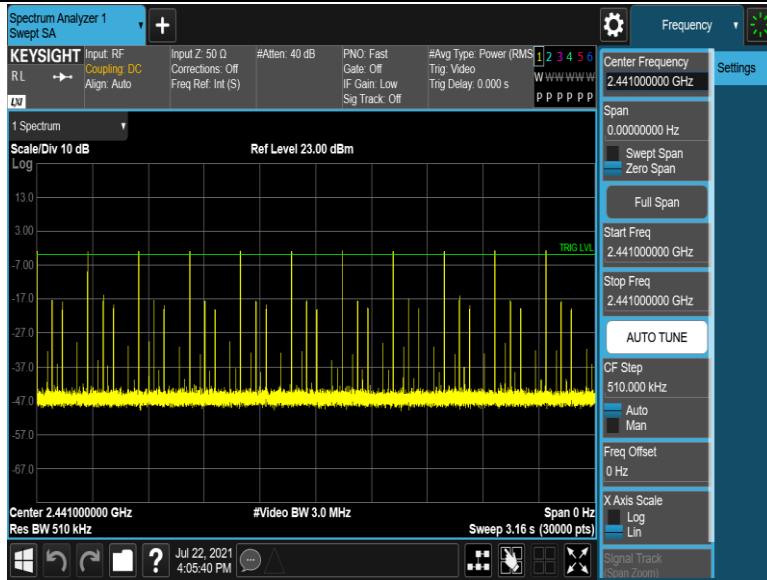 Spectrum Analyzer 1
Swept SA
Frequency
KEYSIGHT
RL
LXI
Input: RF
Coupling: DC
Align: Auto
Input Z: 50 Ω
Corrections: Off
Freq Ref: Int (S)
#Atten: 40 dB
PNO: Fast
Gate: Off
IF Gain: Low
Sig Track: Off
#Avg Type: Power (RMS
Trig: Video
Trig Delay: 0.000 s
1 2 3 4 5 6
W W W W W W
P P P P P P
1 Spectrum
Scale/Div 10 dB
Ref Level 23.00 dBm
Log
13.0
3.00
TRIG LVL
-7.00
-17.0
-27.0
-37.0
-47.0
-57.0
-67.0
Center 2.441000000 GHz
#Video BW 3.0 MHz
Span 0 Hz
Res BW 510 kHz
Sweep 3.16 s (30000 pts)
?
Jul 22, 2021
4:05:40 PM
Center Frequency
2.441000000 GHz
Settings
Span
0.00000000 Hz
Swept Span
Zero Span
Full Span
Start Freq
2.441000000 GHz
Stop Freq
2.441000000 GHz
AUTO TUNE
CF Step
510.000 kHz
Auto
Man
Freq Offset
0 Hz
X Axis Scale
Log
Lin
Signal Track
(Span Zoom)